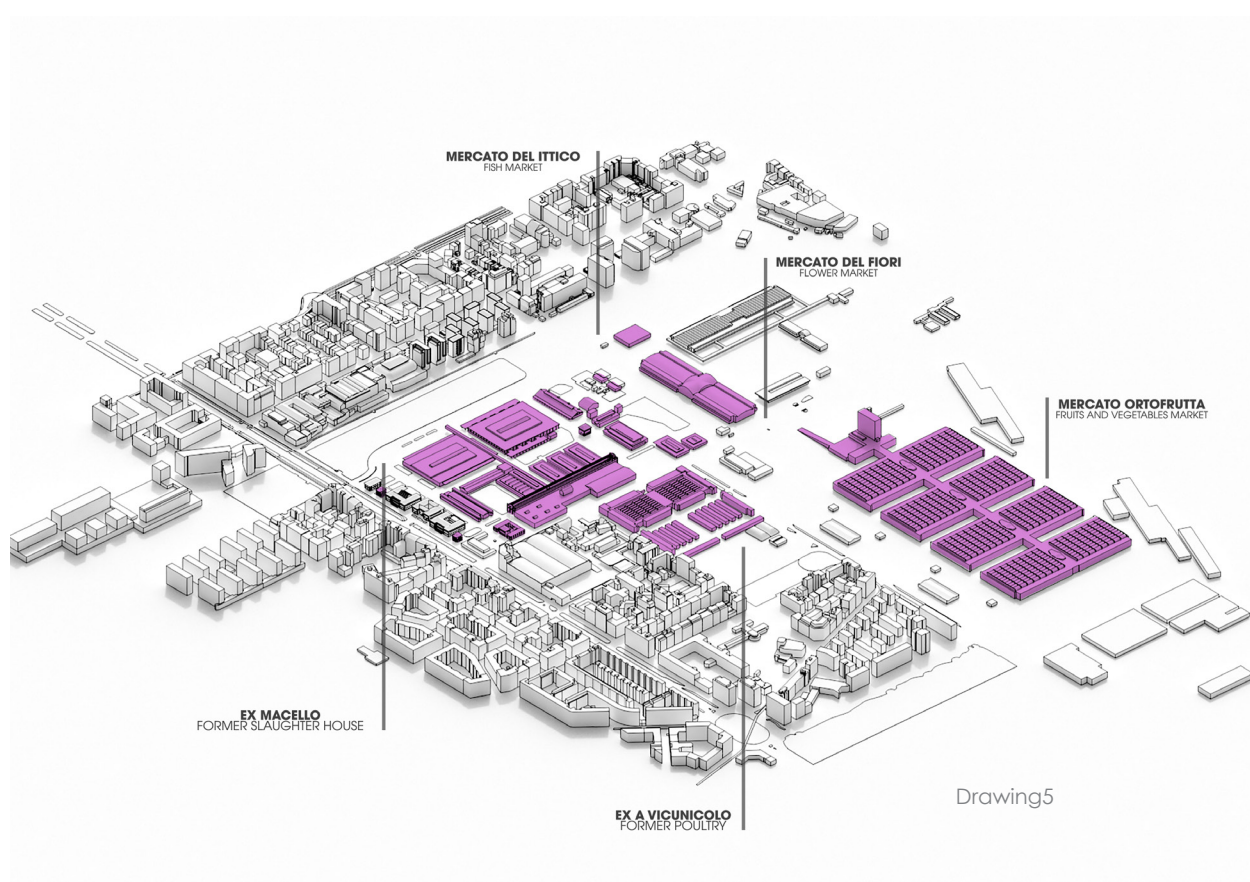 MERCATO DEL ITTICO
FISH MARKET
MERCATO DEL FIORI
FLOWER MARKET
MERCATO ORTOFRUTTA
FRUITS AND VEGETABLES MARKET
EX MACELLO
FORMER SLAUGHTER HOUSE
EX A VICUNICOLO
FORMER POULTRY
Drawing5